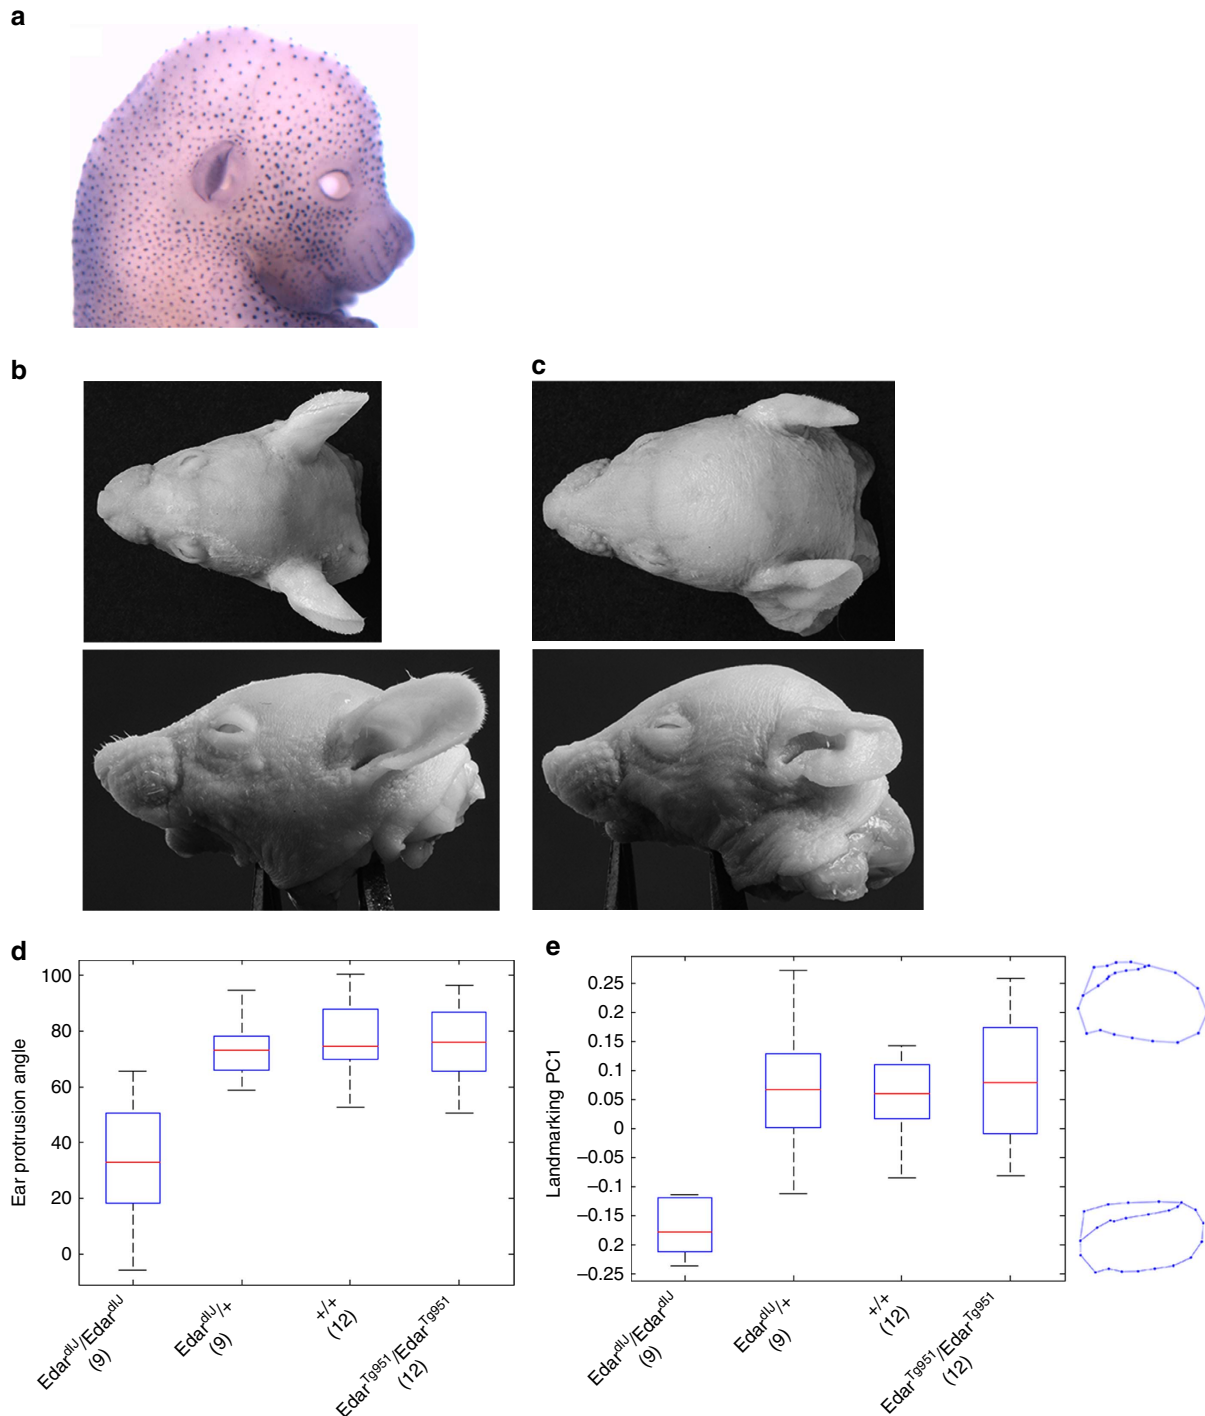 a
b
c
d
Ear protrusion angle
100
80
60
40
20
0
Edar^dlJ/Edar^dlJ
(9)
Edar^dlJ/+
(9)
+/+
(12)
Edar^Tg951/Edar^Tg951
(12)
e
Landmarking PC1
0.25
0.2
0.15
0.1
0.05
0
–0.05
–0.1
–0.15
0.2
–0.25
Edar^dlJ/Edar^dlJ
(9)
Edar^dlJ/+
(9)
+/+
(12)
Edar^Tg951/Edar^Tg951
(12)